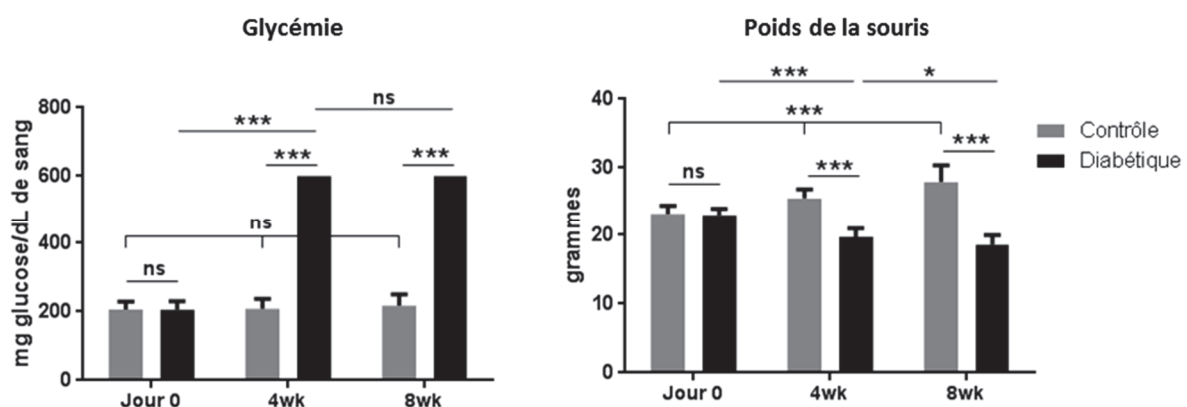 Glycémie
mg glucose/dL de sang
800
600
400
200
0
ns
***
***
***
ns
ns
Jour 0
4wk
8wk
Poids de la souris
grammes
40
30
20
10
0
***
*
***
***
***
ns
Jour 0
4wk
8wk
Contrôle
Diabétique